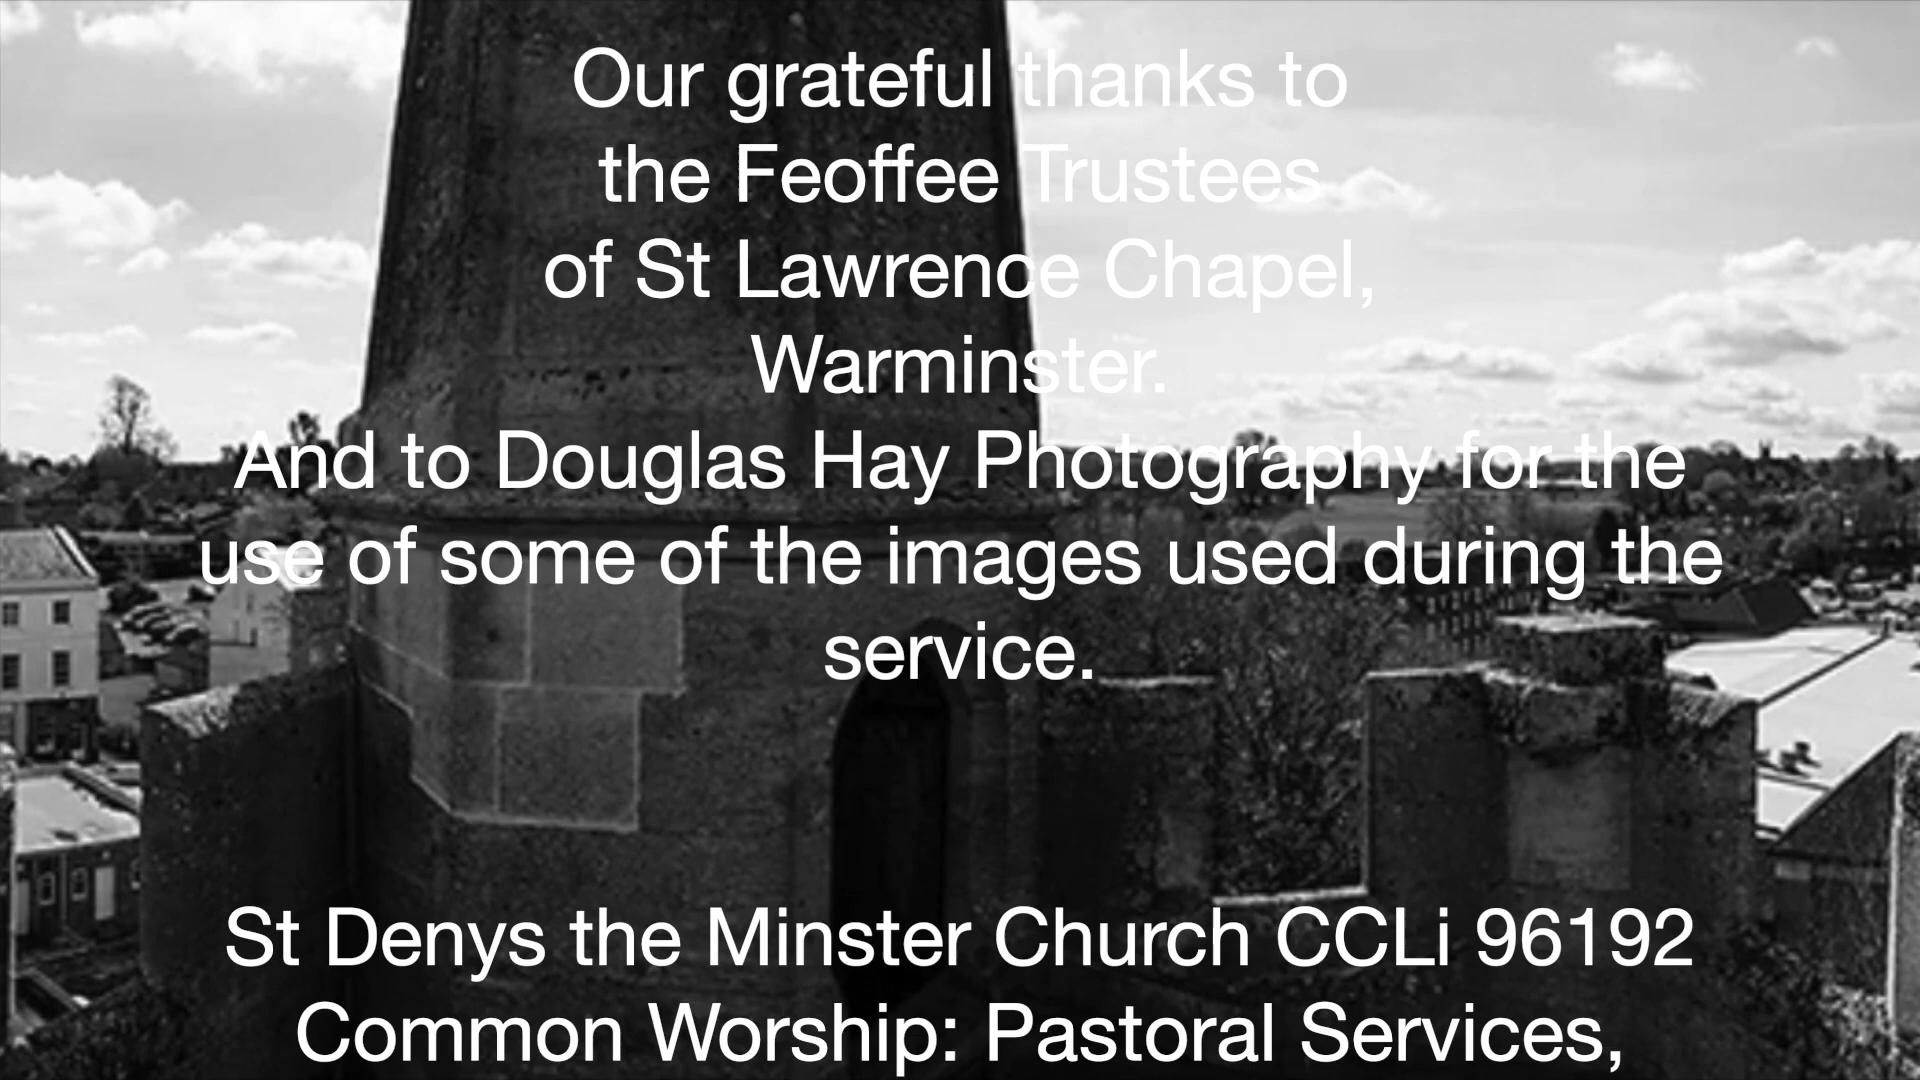 Our grateful thanks to
the Feoffee Trustees
of St Lawrence Chapel,
Warminster.
And to Douglas Hay Photography for the
use of some of the images used during the
service.
St Denys the Minster Church CCLi 96192
Common Worship: Pastoral Services,